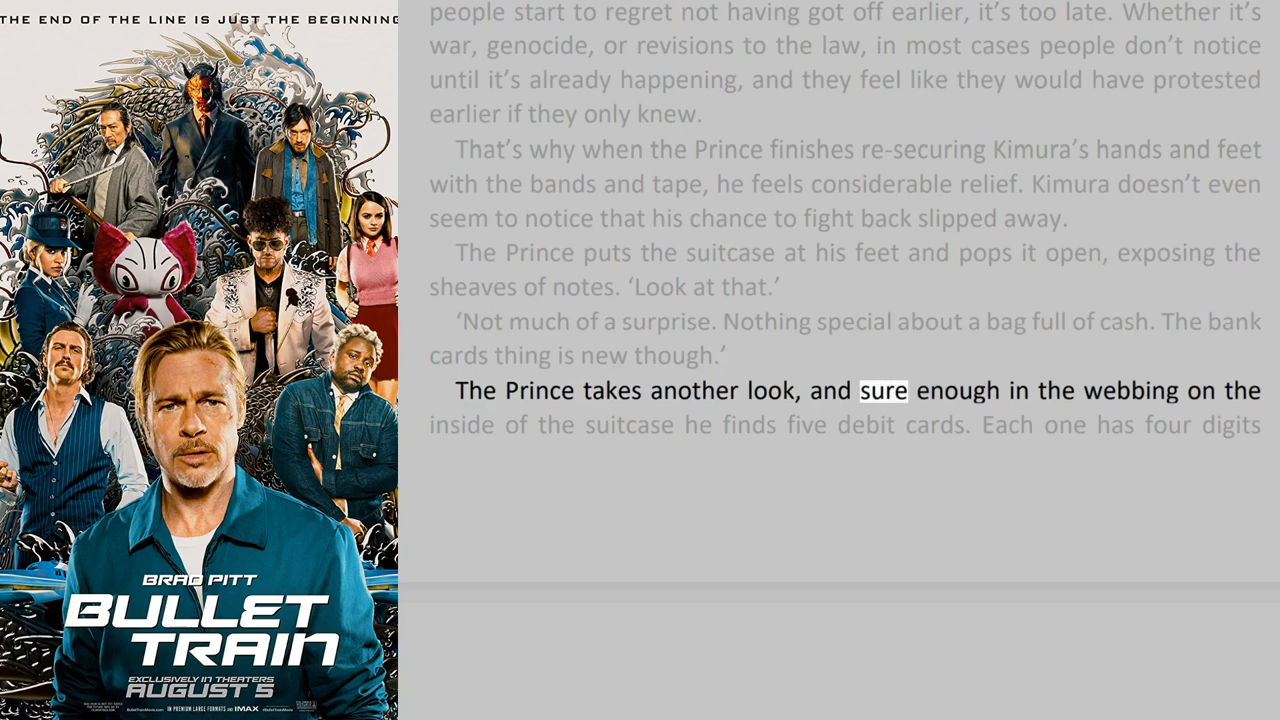 THE END OF THE LINE IS JUST THE BEGINNING
BRAD PITT
BULLET
TRAIN
EXCLUSIVELY IN THEATERS
AUGUST 5
IN PREMIUM LARGE FORMATS AND IMAX
people start to regret not having got off earlier, it’s too late. Whether it’s
war, genocide, or revisions to the law, in most cases people don’t notice
until it’s already happening, and they feel like they would have protested
earlier if they only knew.
That’s why when the Prince finishes re-securing Kimura’s hands and feet
with the bands and tape, he feels considerable relief. Kimura doesn’t even
seem to notice that his chance to fight back slipped away.
The Prince puts the suitcase at his feet and pops it open, exposing the
sheaves of notes. ‘Look at that.’
‘Not much of a surprise. Nothing special about a bag full of cash. The bank
cards thing is new though.’
The Prince takes another look, and sure enough in the webbing on the
inside of the suitcase he finds five debit cards. Each one has four digits